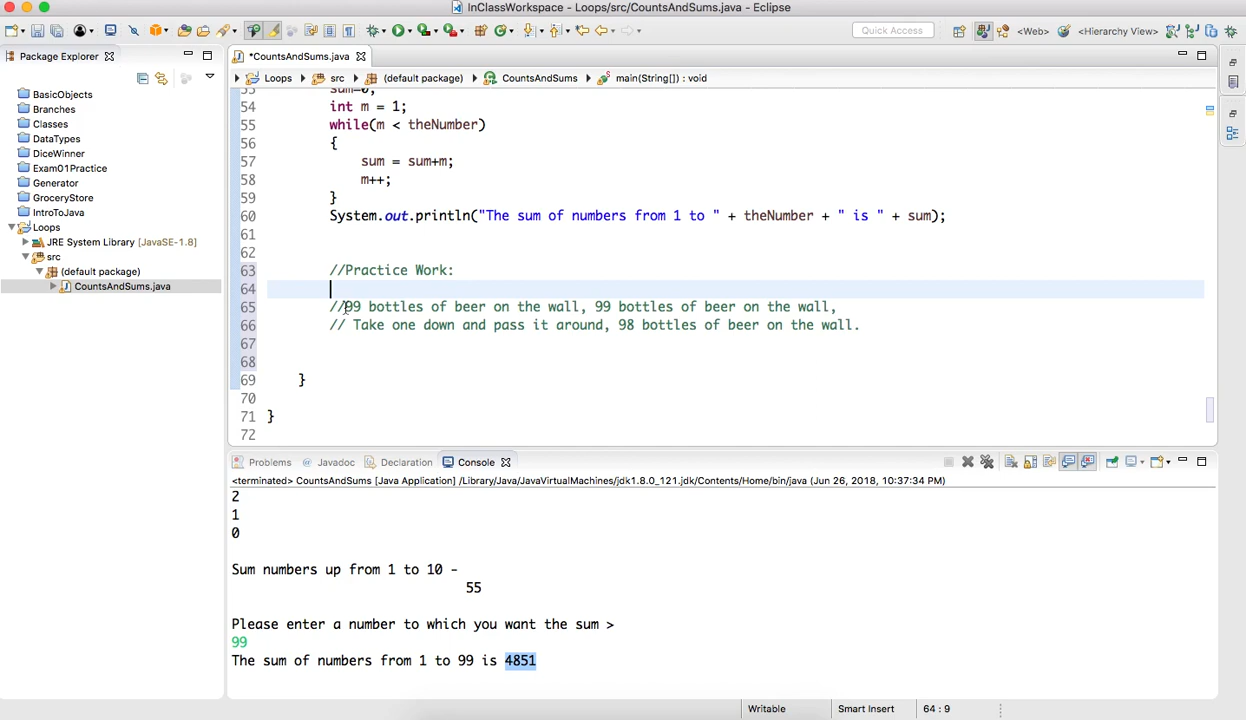 InClassWorkspace - Loops/src/CountsAndSums.java - Eclipse
Quick Access
<Web>
<Hierarchy View>
Package Explorer
*CountsAndSums.java
Loops
src
(default package)
CountsAndSums
main(String[]) : void
BasicObjects
Branches
Classes
DataTypes
DiceWinner
Exam01Practice
Generator
GroceryStore
IntroToJava
Loops
JRE System Library [JavaSE-1.8]
src
(default package)
CountsAndSums.java
53 sum=0;
54 int m = 1;
55 while(m < theNumber)
56 {
57 sum = sum+m;
58 m++;
59 }
60 System.out.println("The sum of numbers from 1 to " + theNumber + " is " + sum);
61
62
63 //Practice Work:
64
65 //99 bottles of beer on the wall, 99 bottles of beer on the wall,
66 // Take one down and pass it around, 98 bottles of beer on the wall.
67
68
69 }
70
71 }
72
Problems
@ Javadoc
Declaration
Console
<terminated> CountsAndSums [Java Application] /Library/Java/JavaVirtualMachines/jdk1.8.0_121.jdk/Contents/Home/bin/java (Jun 26, 2018, 10:37:34 PM)
2
1
0
Sum numbers up from 1 to 10 -
55
Please enter a number to which you want the sum >
99
The sum of numbers from 1 to 99 is 4851
Writable
Smart Insert
64 : 9